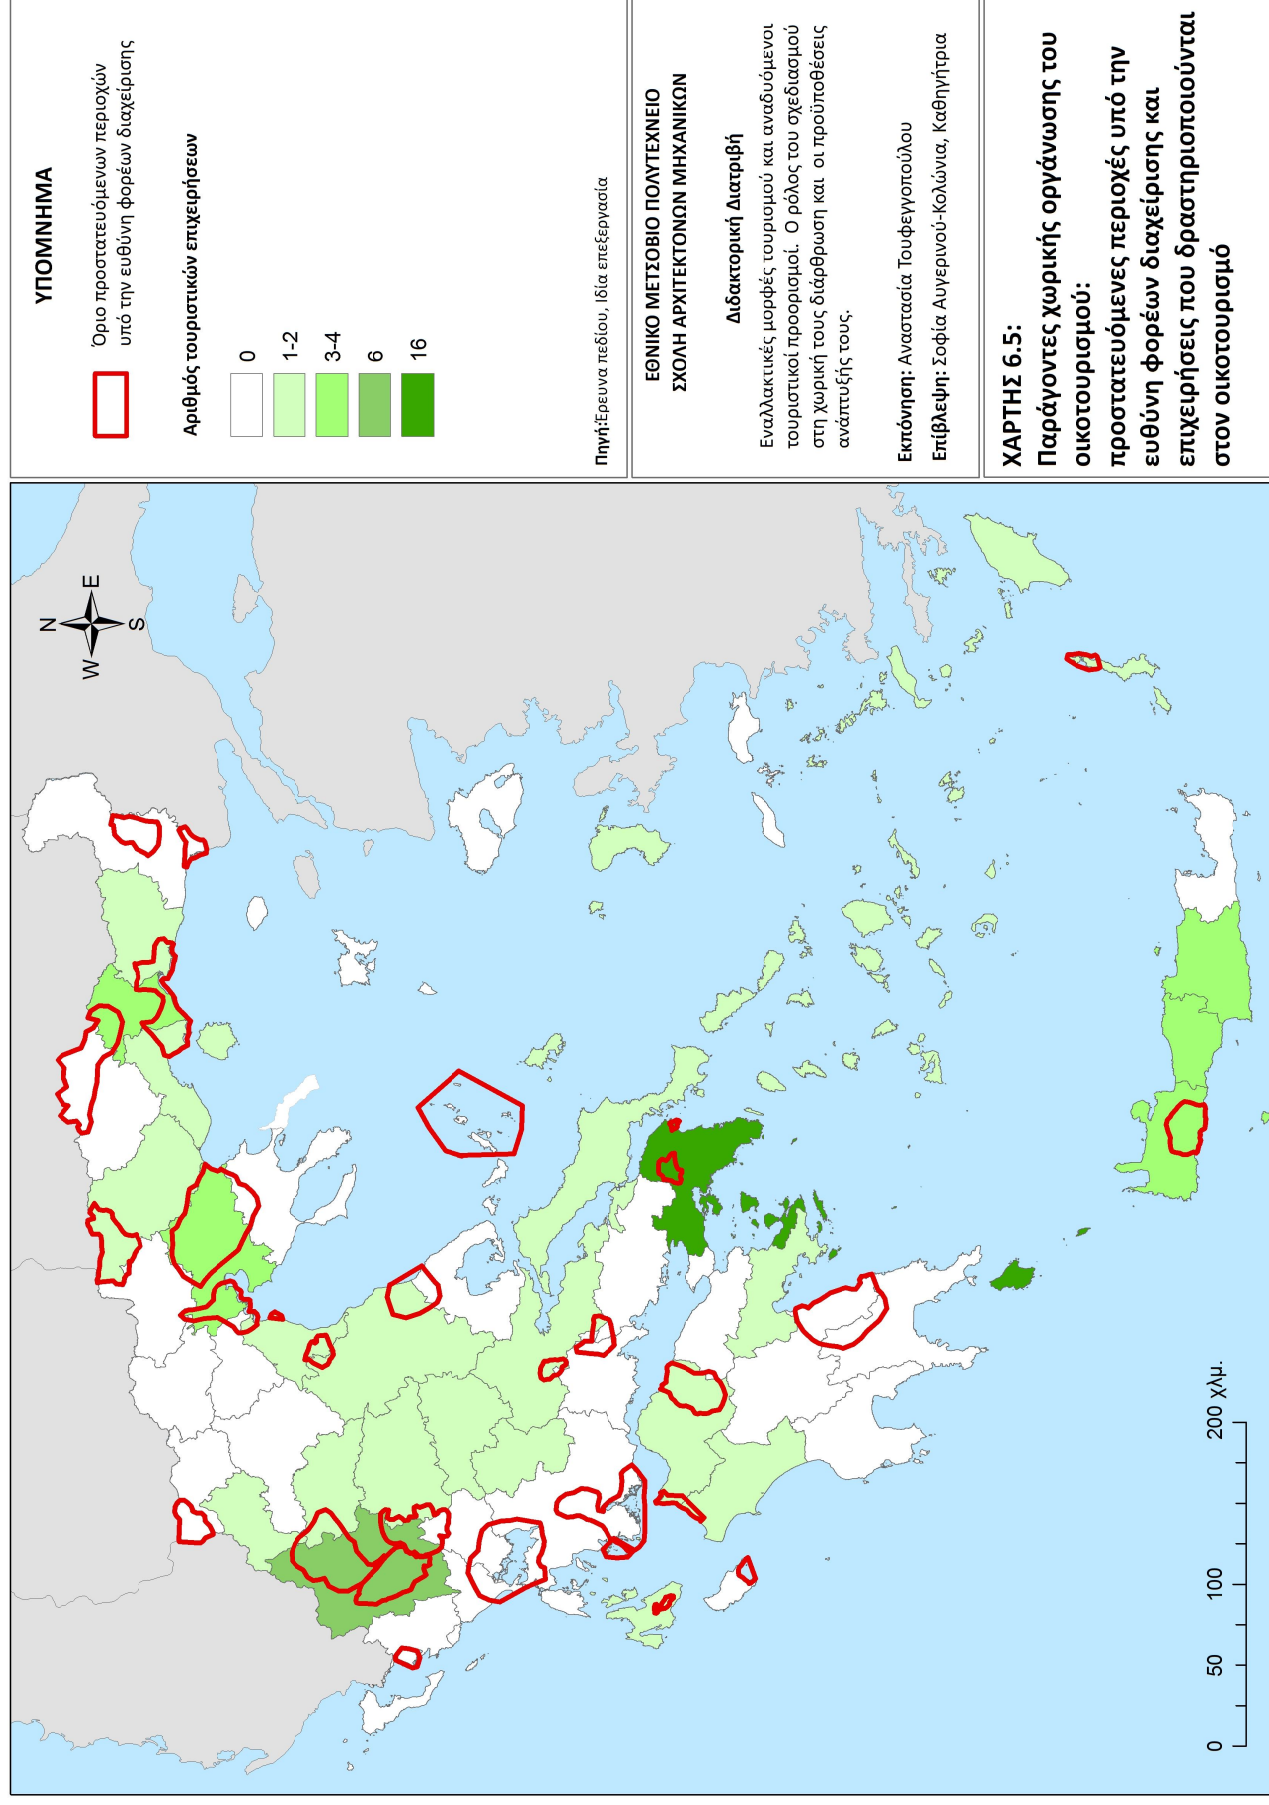 ΥΠΟΜΝΗΜΑ
Όριο προστατευόμενων περιοχών
υπό την ευθύνη φορέων διαχείρισης
Αριθμός τουριστικών επιχειρήσεων
0
1-2
3-4
6
16
Πηγή:Ερευνα πεδίου, Ιδία επεξεργασία
ΕΘΝΙΚΟ ΜΕΤΣΟΒΙΟ ΠΟΛΥΤΕΧΝΕΙΟ
ΣΧΟΛΗ ΑΡΧΙΤΕΚΤΟΝΩΝ ΜΗΧΑΝΙΚΩΝ
Διδακτορική Διατριβή
Εναλλακτικές μορφές τουρισμού και αναδυόμενοι
τουριστικοί προορισμοί. Ο ρόλος του σχεδιασμού
στη χωρική τους διάρθρωση και οι προϋποθέσεις
ανάπτυξής τους.
Εκπόνηση: Αναστασία Τουφεγγοπούλου
Επίβλεψη: Σοφία Αυγερινού-Κολώνια, Καθηγήτρια
ΧΑΡΤΗΣ 6.5:
Παράγοντες χωρικής οργάνωσης του
οικοτουρισμού:
προστατευόμενες περιοχές υπό την
ευθύνη φορέων διαχείρισης και
επιχειρήσεις που δραστηριοποιούνται
στον οικοτουρισμό
N
W E
S
0 50 100 200 χλμ.